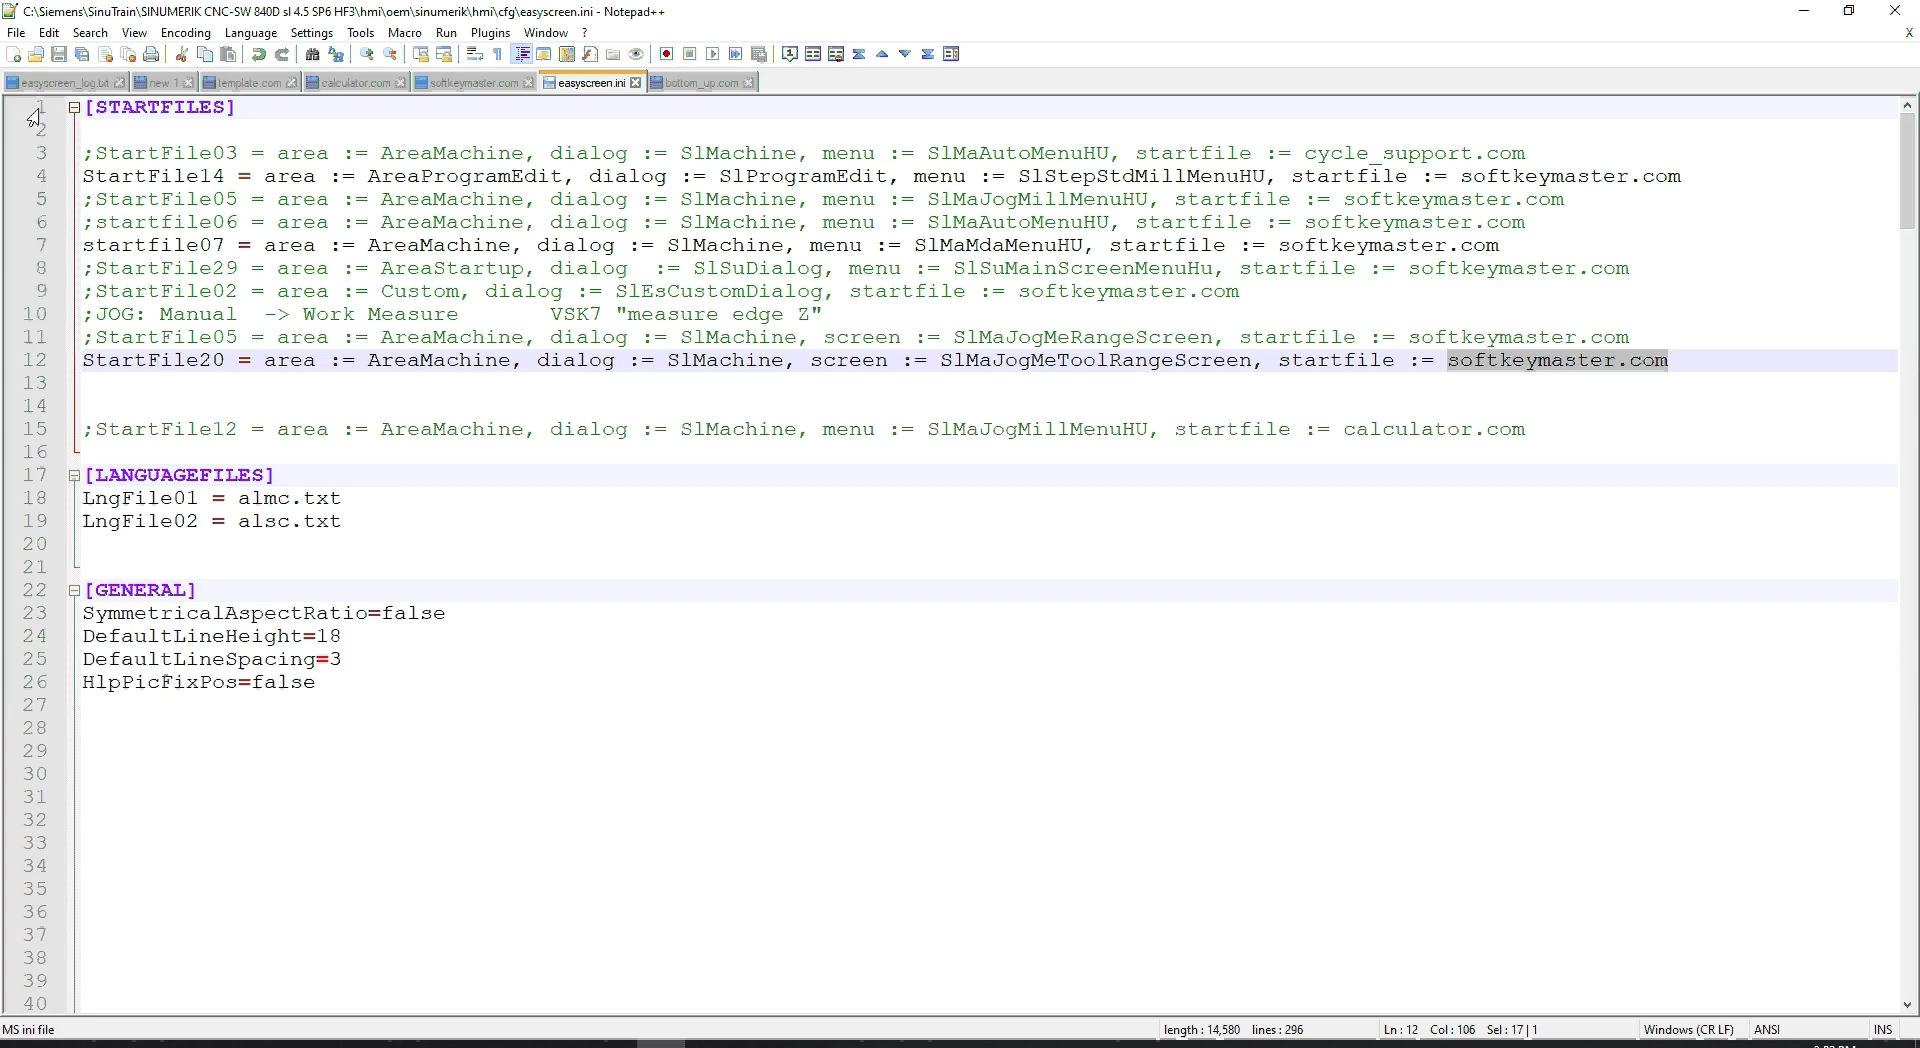 C:\Siemens\SinuTrain\SINUMERIK CNC-SW 840D sl 4.5 SP6 HF3\hmi\oem\sinumerik\hmi\cfg\easyscreen.ini - Notepad++
File Edit Search View Encoding Language Settings Tools Macro Run Plugins Window ? X
easyscreen_log.txt new 1 template.com calculator.com softkeymaster.com easyscreen.ini bottom_up.com
1 [STARTFILES]
2
3 ;StartFile03 = area := AreaMachine, dialog := SlMachine, menu := SlMaAutoMenuHU, startfile := cycle_support.com
4 StartFile14 = area := AreaProgramEdit, dialog := SlProgramEdit, menu := SlStepStdMillMenuHU, startfile := softkeymaster.com
5 ;StartFile05 = area := AreaMachine, dialog := SlMachine, menu := SlMaJogMillMenuHU, startfile := softkeymaster.com
6 ;startfile06 = area := AreaMachine, dialog := SlMachine, menu := SlMaAutoMenuHU, startfile := softkeymaster.com
7 startfile07 = area := AreaMachine, dialog := SlMachine, menu := SlMaMdaMenuHU, startfile := softkeymaster.com
8 ;StartFile29 = area := AreaStartup, dialog  := SlSuDialog, menu := SlSuMainScreenMenuHu, startfile := softkeymaster.com
9 ;StartFile02 = area := Custom, dialog := SlEsCustomDialog, startfile := softkeymaster.com
10 ;JOG: Manual  -> Work Measure       VSK7 "measure edge Z"
11 ;StartFile05 = area := AreaMachine, dialog := SlMachine, screen := SlMaJogMeRangeScreen, startfile := softkeymaster.com
12 StartFile20 = area := AreaMachine, dialog := SlMachine, screen := SlMaJogMeToolRangeScreen, startfile := softkeymaster.com
13
14
15 ;StartFile12 = area := AreaMachine, dialog := SlMachine, menu := SlMaJogMillMenuHU, startfile := calculator.com
16
17 [LANGUAGEFILES]
18 LngFile01 = almc.txt
19 LngFile02 = alsc.txt
20
21
22 [GENERAL]
23 SymmetricalAspectRatio=false
24 DefaultLineHeight=18
25 DefaultLineSpacing=3
26 HlpPicFixPos=false
27
28
29
30
31
32
33
34
35
36
37
38
39
40
MS ini file length : 14,580 lines : 296 Ln : 12 Col : 106 Sel : 17 | 1 Windows (CR LF) ANSI INS